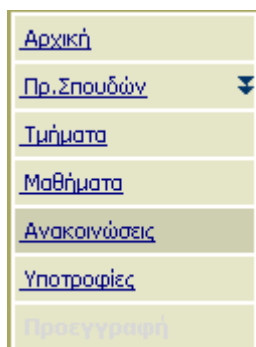 Αρχική
Πρ.Σπουδών
Τμήματα
Μαθήματα
Ανακοινώσεις
Υποτροφίες
Προεγγραφή